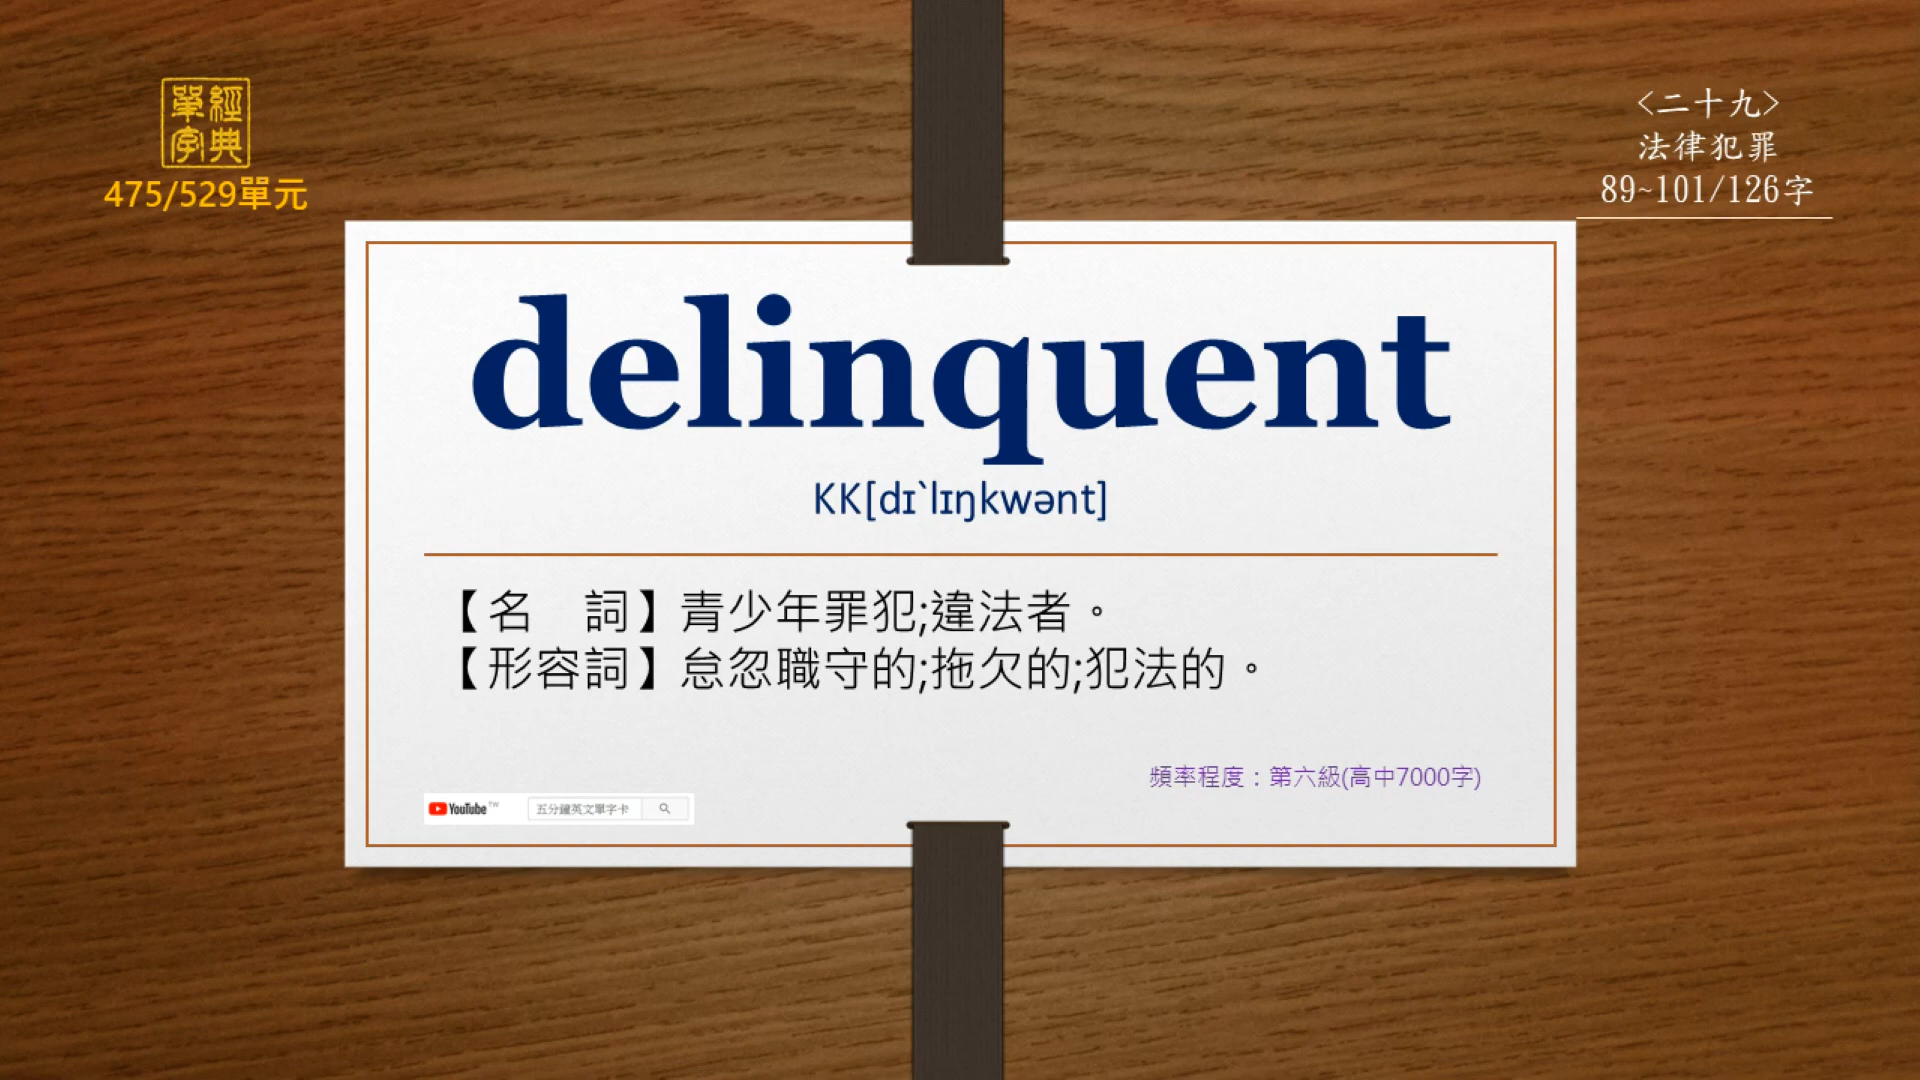 經典
單字
475/529單元
<二十九>
法律犯罪
89~101/126字
delinquent
KK[dɪˋlɪŋkwənt]
【名　詞】青少年罪犯;違法者。
【形容詞】怠忽職守的;拖欠的;犯法的。
頻率程度：第六級(高中7000字)
YouTube TW 五分鐘英文單字卡